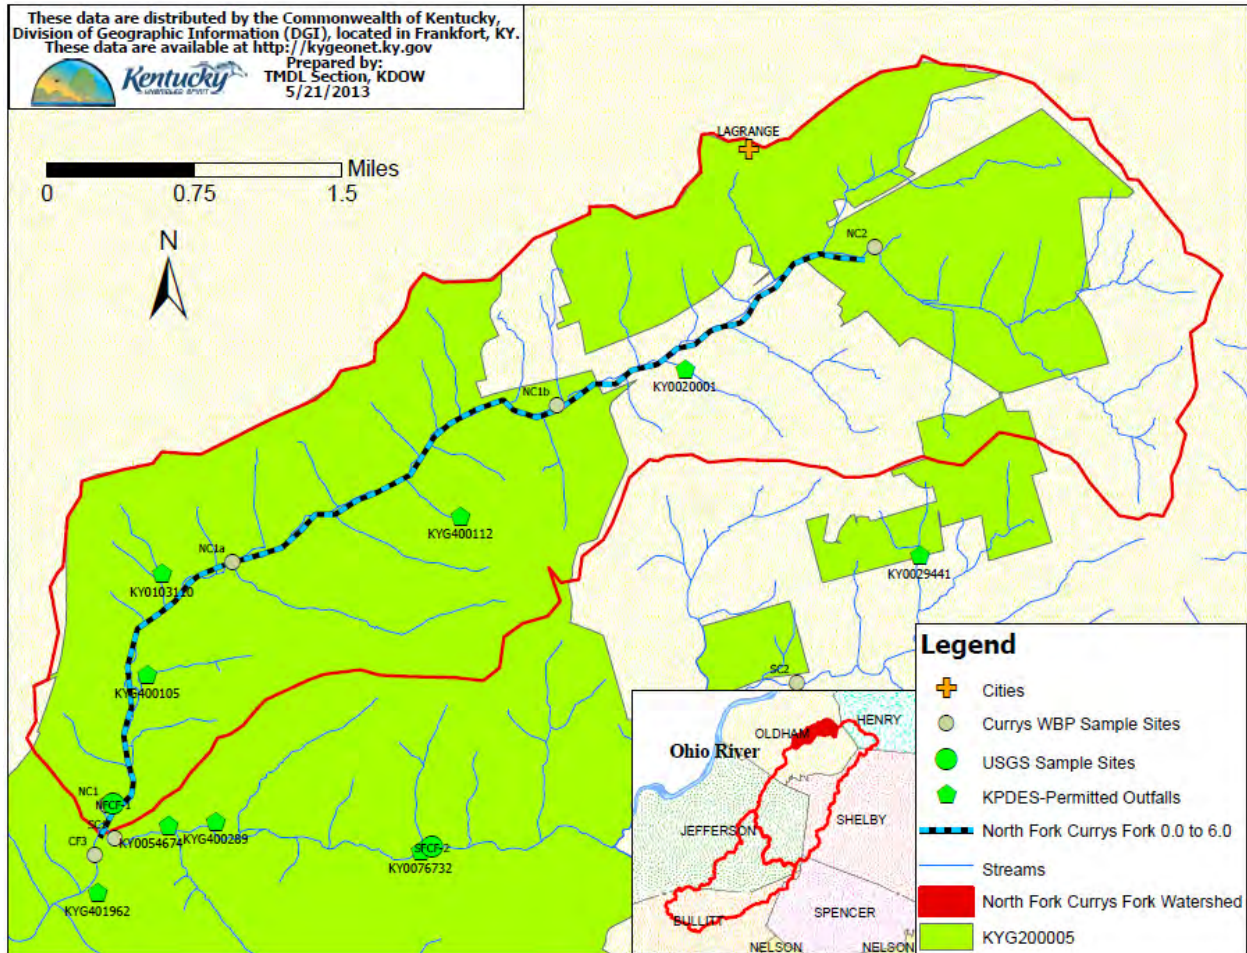 These data are distributed by the Commonwealth of Kentucky,
Division of Geographic Information (DGI), located in Frankfort, KY.
These data are available at http://kygeonet.ky.gov
Prepared by:
TMDL Section, KDOW
5/21/2013
Kentucky
UNBRIDLED SPIRIT
LAGRANGE
Miles
0 0.75 1.5
N
NC2
KY0020001
NC1b
KYG400112
NC1a
KY0103110
KY0029441
KYG400105
SC2
NC1
NFCF-1
CF3
KY0054674
KYG400289
SFCF-2
KY0076732
KYG401962
Legend
Cities
Currys WBP Sample Sites
USGS Sample Sites
KPDES-Permitted Outfalls
North Fork Currys Fork 0.0 to 6.0
Streams
North Fork Currys Fork Watershed
KYG200005
HENRY
OLDHAM
Ohio River
SHELBY
JEFFERSON
SPENCER
BULLITT
NELSON
NELSON